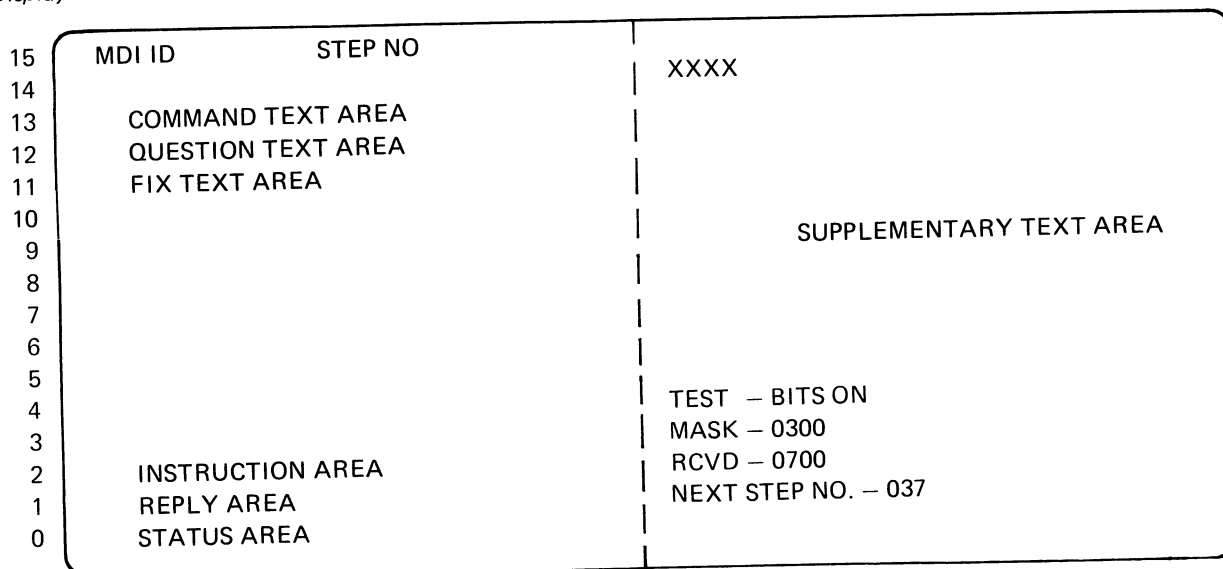 15 MDI ID STEP NO
XXXX
14
13 COMMAND TEXT AREA
12 QUESTION TEXT AREA
11 FIX TEXT AREA
10
SUPPLEMENTARY TEXT AREA
9
8
7
6
5
TEST – BITS ON
4
MASK – 0300
3
RCVD – 0700
2 INSTRUCTION AREA
NEXT STEP NO. – 037
1 REPLY AREA
0 STATUS AREA